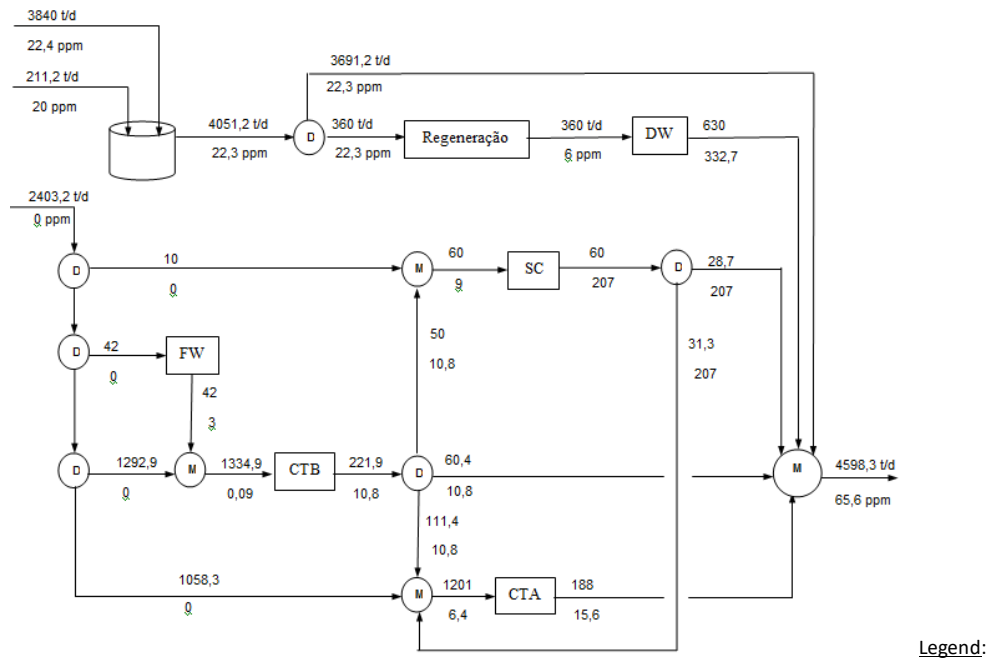 3840 t/d
22,4 ppm
211,2 t/d
20 ppm
3691,2 t/d
22,3 ppm
4051,2 t/d
22,3 ppm
D
360 t/d
22,3 ppm
Regeneração
360 t/d
6 ppm
DW
630
332,7
2403,2 t/d
0 ppm
D
10
0
M
60
9
SC
60
207
D
28,7
207
50
10,8
31,3
207
D
42
0
FW
42
3
D
1292,9
0
M
1334,9
0,09
CTB
221,9
10,8
D
60,4
10,8
M
4598,3 t/d
65,6 ppm
111,4
10,8
1058,3
0
M
1201
6,4
CTA
188
15,6
Legend: